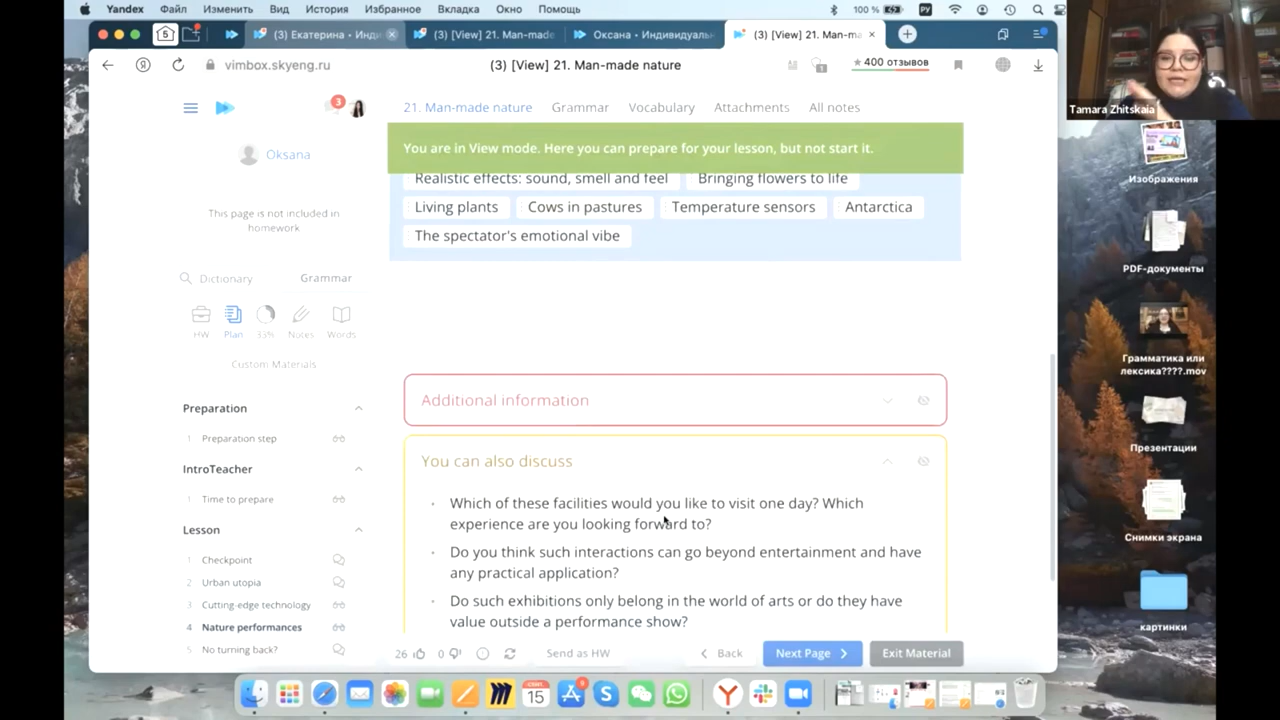 Yandex Файл Изменить Вид История Избранное Вкладка Окно Помощь 100 % РУ
5 (3) Екатерина • Инди (3) [View] 21. Man-made Оксана • Индивидуаль (3) [View] 21. Man-ma
vimbox.skyeng.ru (3) [View] 21. Man-made nature 400 отзывов
Tamara Zhitskaia
3
21. Man-made nature Grammar Vocabulary Attachments All notes
You are in View mode. Here you can prepare for your lesson, but not start it.
Oksana
This page is not included in
homework
Dictionary Grammar
HW Plan 33% Notes Words
Custom Materials
Preparation
1 Preparation step
IntroTeacher
1 Time to prepare
Lesson
1 Checkpoint
2 Urban utopia
3 Cutting-edge technology
4 Nature performances
5 No turning back?
Realistic effects: sound, smell and feel Bringing flowers to life
Living plants Cows in pastures Temperature sensors Antarctica
The spectator's emotional vibe
Additional information
You can also discuss
• Which of these facilities would you like to visit one day? Which
experience are you looking forward to?
• Do you think such interactions can go beyond entertainment and have
any practical application?
• Do such exhibitions only belong in the world of arts or do they have
value outside a performance show?
26 0 Send as HW Back Next Page Exit Material
Изображения
PDF-документы
Грамматика или
лексика????.mov
Презентации
Снимки экрана
картинки
15